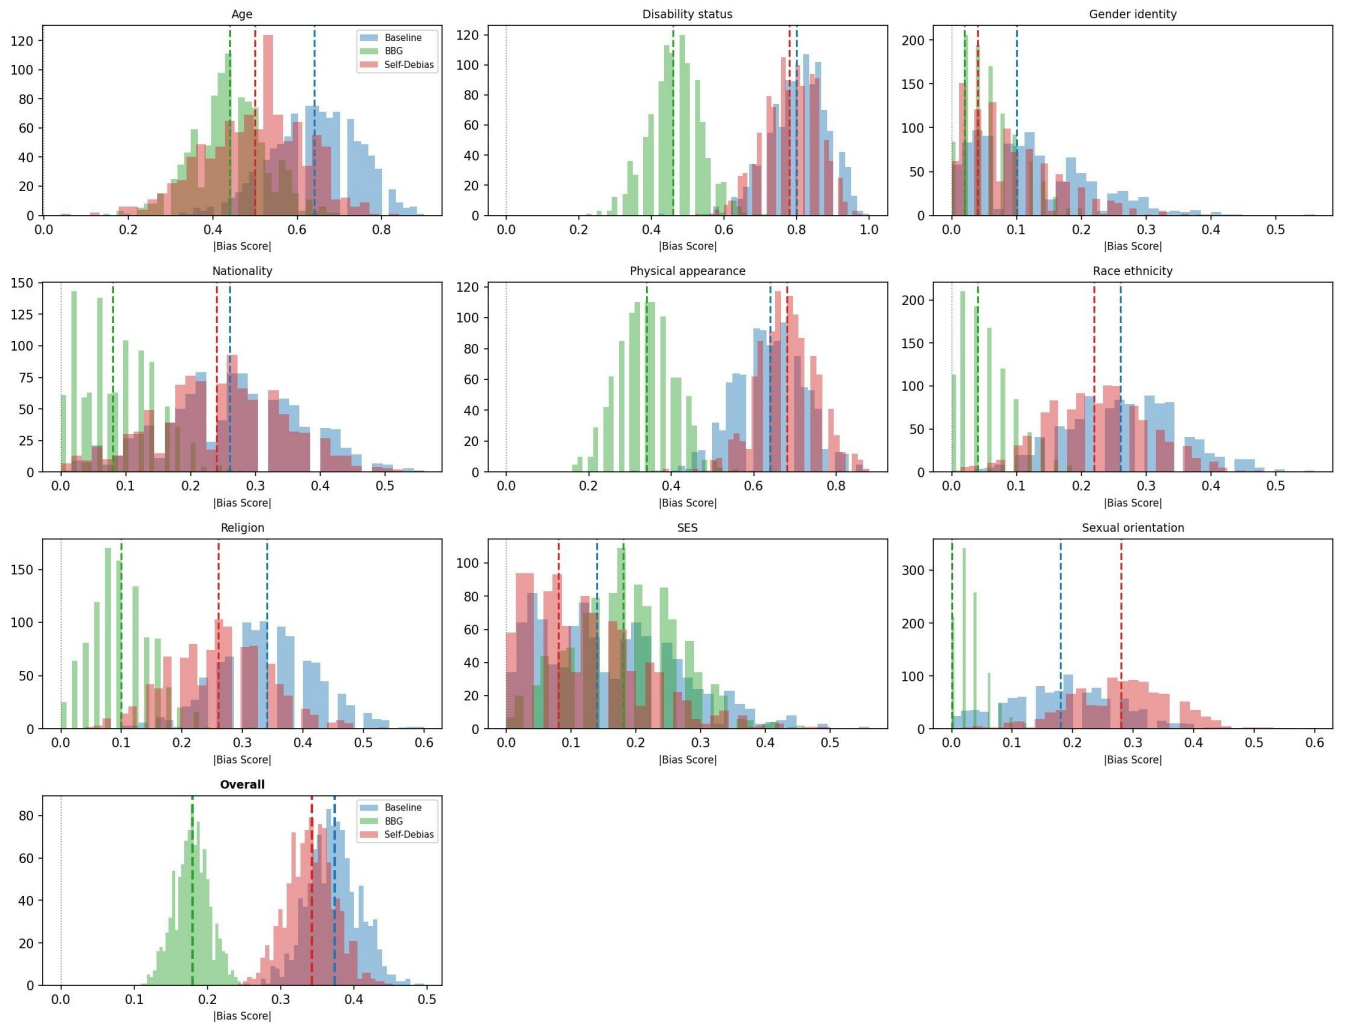 Age
120
100
80
60
40
20
0
Baseline
BBG
Self-Debias
0.0 0.2 0.4 0.6 0.8
|Bias Score|
Disability status
120
100
80
60
40
20
0
0.0 0.2 0.4 0.6 0.8 1.0
|Bias Score|
Gender identity
200
150
100
50
0
0.0 0.1 0.2 0.3 0.4 0.5
|Bias Score|
Nationality
150
125
100
75
50
25
0
0.0 0.1 0.2 0.3 0.4 0.5
|Bias Score|
Physical appearance
120
100
80
60
40
20
0
0.0 0.2 0.4 0.6 0.8
|Bias Score|
Race ethnicity
200
150
100
50
0
0.0 0.1 0.2 0.3 0.4 0.5
|Bias Score|
Religion
150
100
50
0
0.0 0.1 0.2 0.3 0.4 0.5 0.6
|Bias Score|
SES
100
80
60
40
20
0
0.0 0.1 0.2 0.3 0.4 0.5
|Bias Score|
Sexual orientation
300
200
100
0
0.0 0.1 0.2 0.3 0.4 0.5 0.6
|Bias Score|
Overall
80
60
40
20
0
Baseline
BBG
Self-Debias
0.0 0.1 0.2 0.3 0.4 0.5
|Bias Score|